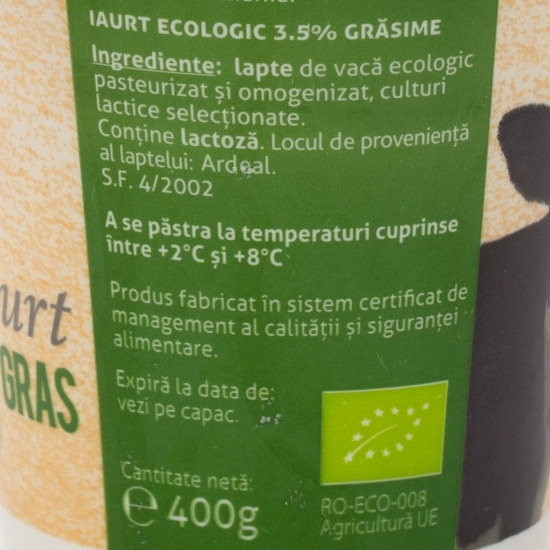 IAURT ECOLOGIC 3.5% GRĂSIME
Ingrediente: lapte de vacă ecologic
pasteurizat și omogenizat, culturi
lactice selecționate.
Conține lactoză. Locul de proveniență
al laptelui: Ardeal.
S.F. 4/2002
A se păstra la temperaturi cuprinse
între +2°C și +8°C
Produs fabricat în sistem certificat de
management al calității și siguranței
alimentare.
Expiră la data de:
vezi pe capac.
Cantitate netă:
℮ 400g
RO-ECO-008
Agricultură UE
urt
GRAS